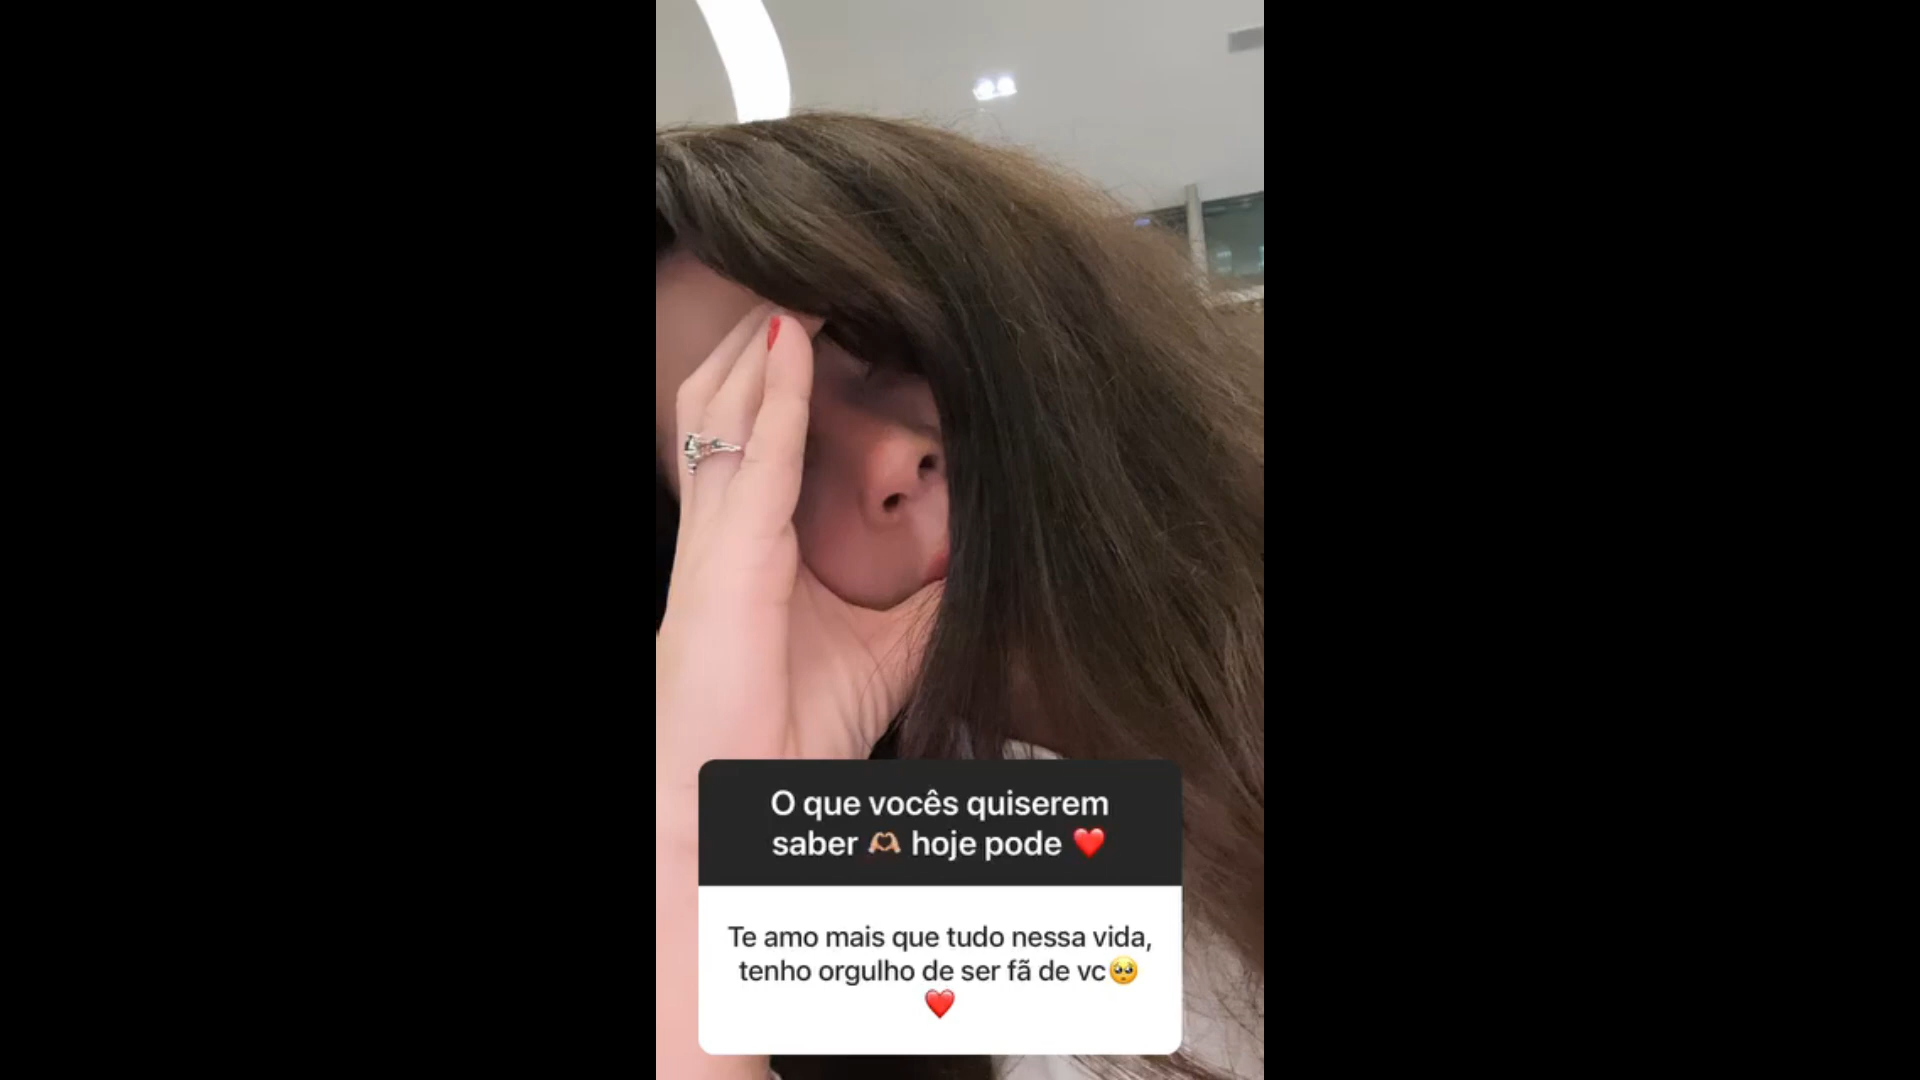 O que vocês quiserem
saber 🫶🏼 hoje pode ❤️
Te amo mais que tudo nessa vida,
tenho orgulho de ser fã de vc🥺
❤️